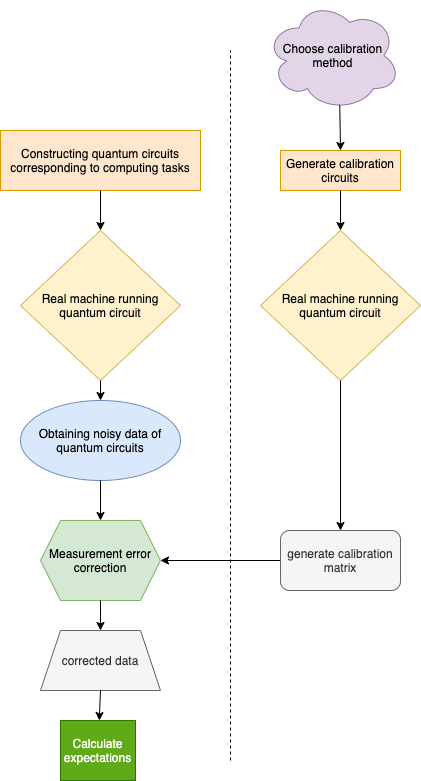 Choose calibration
method
Constructing quantum circuits
corresponding to computing tasks
Generate calibration
circuits
Real machine running
quantum circuit
Real machine running
quantum circuit
Obtaining noisy data of
quantum circuits
Measurement error
correction
generate calibration
matrix
corrected data
Calculate
expectations